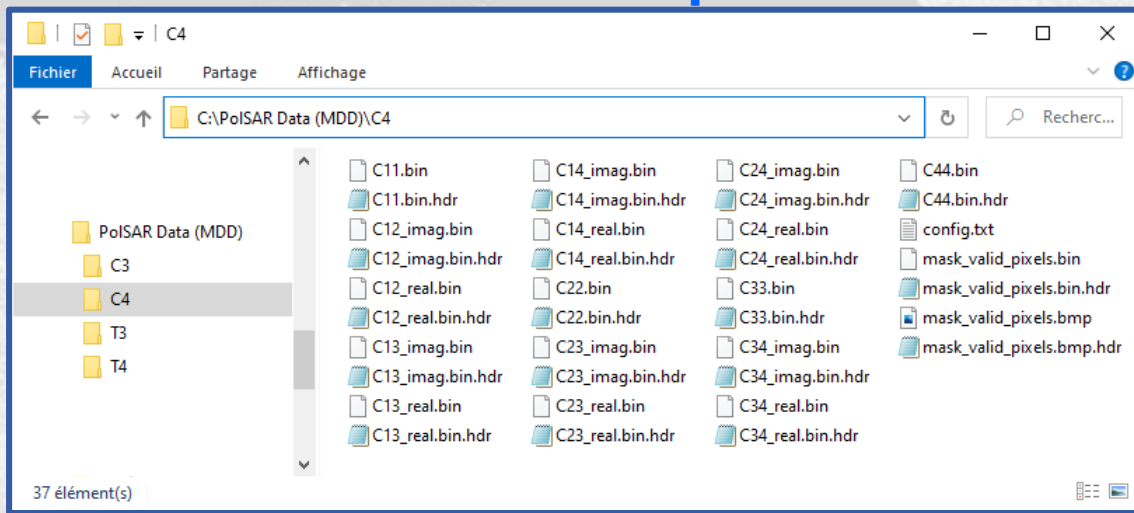 C4
Fichier Accueil Partage Affichage
C:\PolSAR Data (MDD)\C4 Recherc...
PolSAR Data (MDD)
C3
C4
T3
T4
C11.bin
C11.bin.hdr
C12_imag.bin
C12_imag.bin.hdr
C12_real.bin
C12_real.bin.hdr
C13_imag.bin
C13_imag.bin.hdr
C13_real.bin
C13_real.bin.hdr
C14_imag.bin
C14_imag.bin.hdr
C14_real.bin
C14_real.bin.hdr
C22.bin
C22.bin.hdr
C23_imag.bin
C23_imag.bin.hdr
C23_real.bin
C23_real.bin.hdr
C24_imag.bin
C24_imag.bin.hdr
C24_real.bin
C24_real.bin.hdr
C33.bin
C33.bin.hdr
C34_imag.bin
C34_imag.bin.hdr
C34_real.bin
C34_real.bin.hdr
C44.bin
C44.bin.hdr
config.txt
mask_valid_pixels.bin
mask_valid_pixels.bin.hdr
mask_valid_pixels.bmp
mask_valid_pixels.bmp.hdr
37 élément(s)